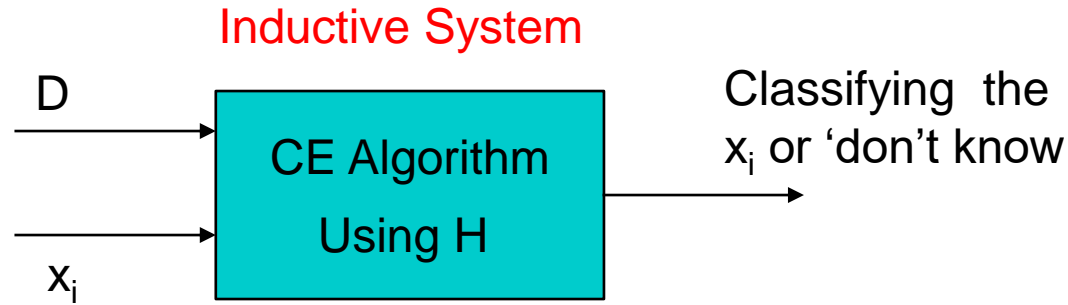 Inductive System
D
CE Algorithm
Using H
xᵢ
Classifying the
xᵢ or ‘don’t know